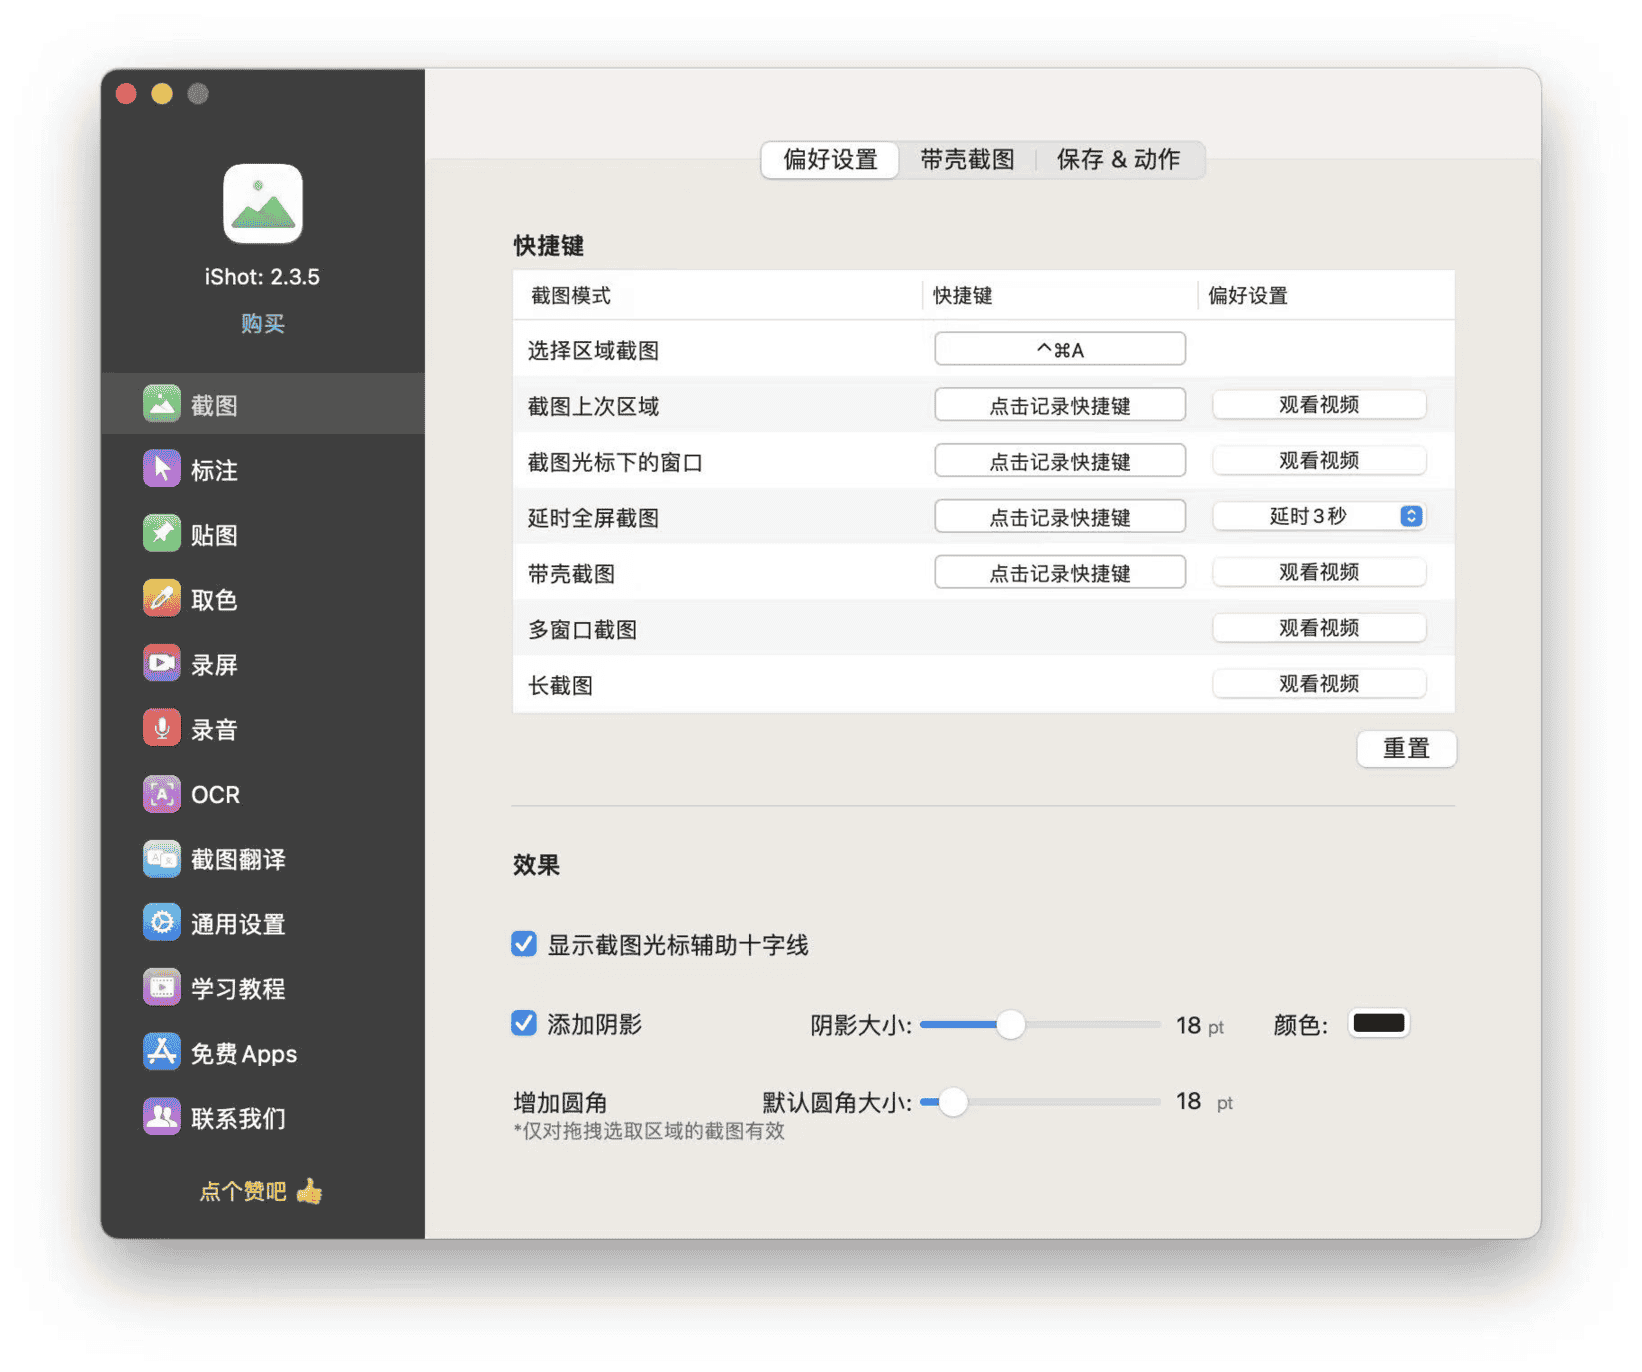 iShot: 2.3.5
购买
截图
标注
贴图
取色
录屏
录音
OCR
截图翻译
通用设置
学习教程
免费Apps
联系我们
点个赞吧 👍
偏好设置 带壳截图 保存 & 动作
快捷键
截图模式 快捷键 偏好设置
选择区域截图 ^⌘A
截图上次区域 点击记录快捷键 观看视频
截图光标下的窗口 点击记录快捷键 观看视频
延时全屏截图 点击记录快捷键 延时3秒
带壳截图 点击记录快捷键 观看视频
多窗口截图 观看视频
长截图 观看视频
重置
效果
显示截图光标辅助十字线
添加阴影 阴影大小: 18 pt 颜色:
增加圆角 默认圆角大小: 18 pt
*仅对拖拽选取区域的截图有效